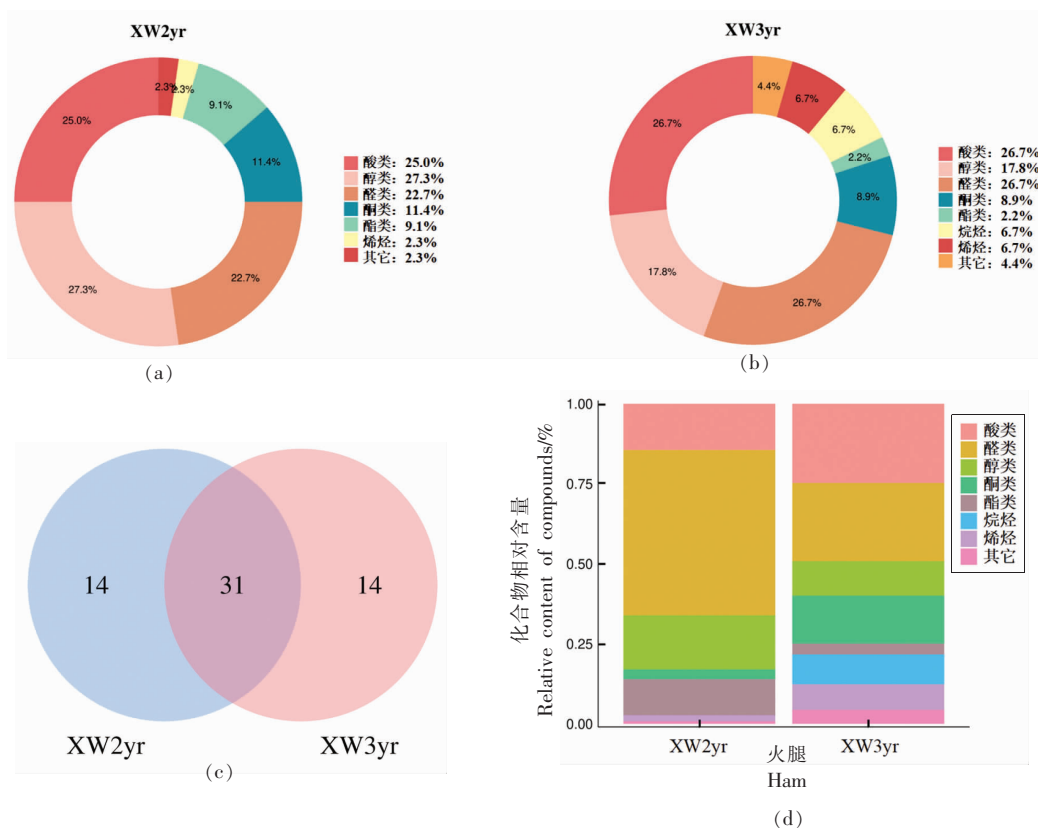 XW2yr
2.3%
2.3%
9.1%
11.4%
25.0%
22.7%
27.3%
酸类：25.0%
醇类：27.3%
醛类：22.7%
酮类：11.4%
酯类：9.1%
烯烃：2.3%
其它：2.3%
(a)
XW3yr
4.4%
6.7%
6.7%
2.2%
8.9%
26.7%
17.8%
26.7%
酸类：26.7%
醇类：17.8%
醛类：26.7%
酮类：8.9%
酯类：2.2%
烷烃：6.7%
烯烃：6.7%
其它：4.4%
(b)
14
31
14
XW2yr
XW3yr
(c)
化合物相对含量
Relative content of compounds/%
1.00
0.75
0.50
0.25
0.00
XW2yr
XW3yr
火腿
Ham
酸类
醛类
醇类
酮类
酯类
烷烃
烯烃
其它
(d)